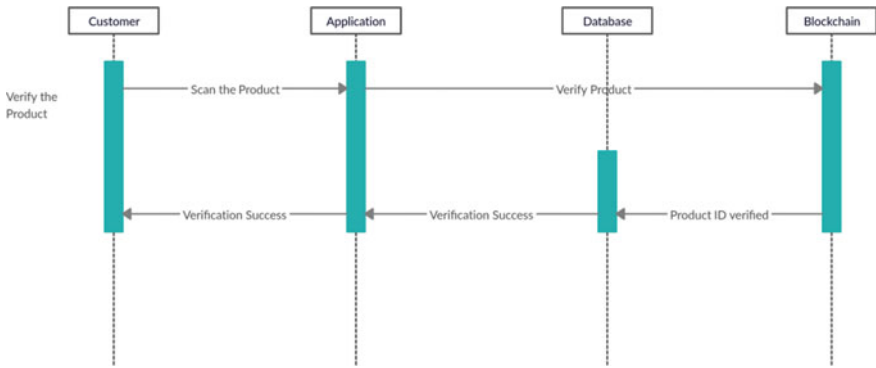 Customer
Application
Database
Blockchain
Verify the
Product
Scan the Product
Verify Product
Verification Success
Verification Success
Product ID verified